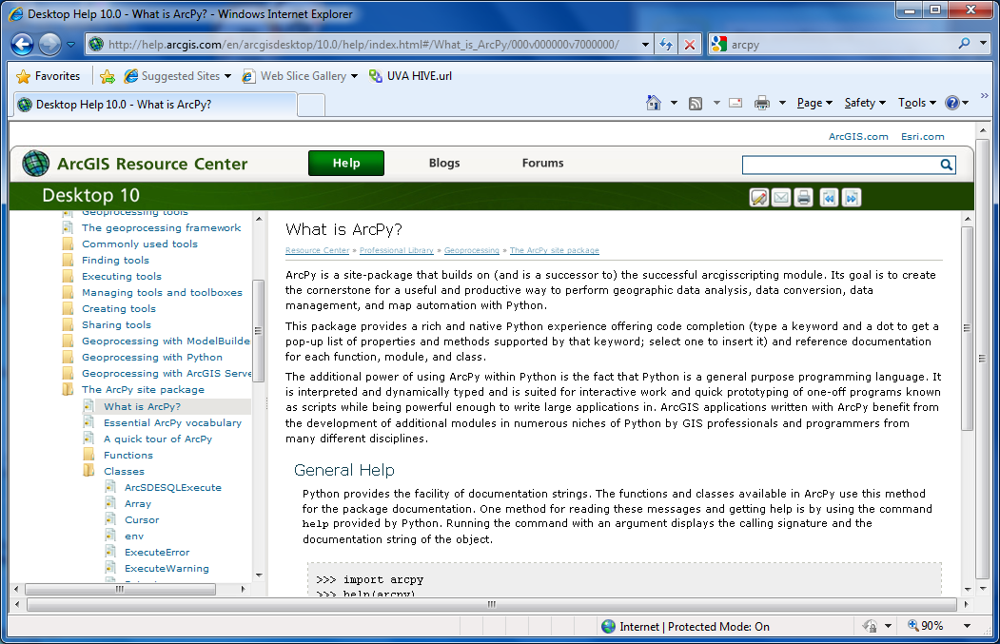 Desktop Help 10.0 - What is ArcPy? - Windows Internet Explorer
http://help.arcgis.com/en/arcgisdesktop/10.0/help/index.html#/What_is_ArcPy/000v000000v7000000/
arcpy
Favorites
Suggested Sites
Web Slice Gallery
UVA HIVE.url
Desktop Help 10.0 - What is ArcPy?
Page
Safety
Tools
ArcGIS.com
Esri.com
ArcGIS Resource Center
Help
Blogs
Forums
Desktop 10
Geoprocessing tools
The geoprocessing framework
Commonly used tools
Finding tools
Executing tools
Managing tools and toolboxes
Creating tools
Sharing tools
Geoprocessing with ModelBuilde
Geoprocessing with Python
Geoprocessing with ArcGIS Serve
The ArcPy site package
What is ArcPy?
Essential ArcPy vocabulary
A quick tour of ArcPy
Functions
Classes
ArcSDESQLExecute
Array
Cursor
env
ExecuteError
ExecuteWarning
What is ArcPy?
Resource Center » Professional Library » Geoprocessing » The ArcPy site package
ArcPy is a site-package that builds on (and is a successor to) the successful arcgisscripting module. Its goal is to create
the cornerstone for a useful and productive way to perform geographic data analysis, data conversion, data
management, and map automation with Python.
This package provides a rich and native Python experience offering code completion (type a keyword and a dot to get a
pop-up list of properties and methods supported by that keyword; select one to insert it) and reference documentation
for each function, module, and class.
The additional power of using ArcPy within Python is the fact that Python is a general purpose programming language. It
is interpreted and dynamically typed and is suited for interactive work and quick prototyping of one-off programs known
as scripts while being powerful enough to write large applications in. ArcGIS applications written with ArcPy benefit from
the development of additional modules in numerous niches of Python by GIS professionals and programmers from
many different disciplines.
General Help
Python provides the facility of documentation strings. The functions and classes available in ArcPy use this method
for the package documentation. One method for reading these messages and getting help is by using the command
help provided by Python. Running the command with an argument displays the calling signature and the
documentation string of the object.
>>> import arcpy
>>> help(arcpy)
Internet | Protected Mode: On
90%